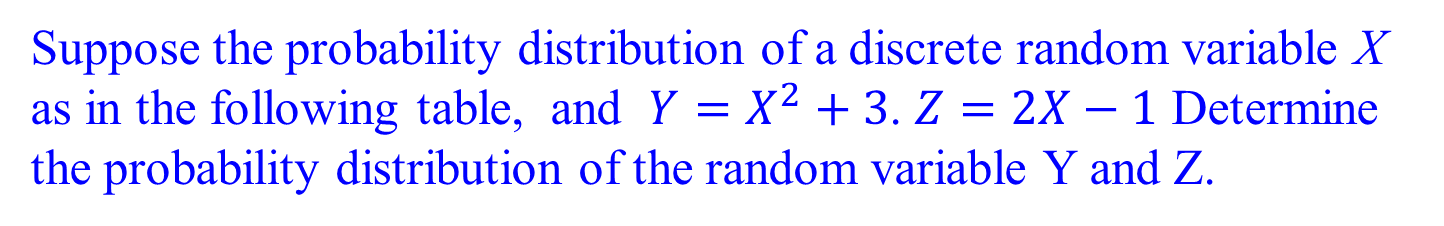 Suppose the probability distribution of a discrete random variable X
as in the following table, and Y = X² + 3. Z = 2X − 1 Determine
the probability distribution of the random variable Y and Z.